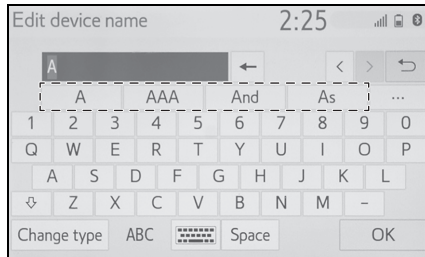 Edit device name 2:25
A ←
A AAA And As ...
1 2 3 4 5 6 7 8 9 0
Q W E R T Y U I O P
A S D F G H J K L
Z X C V B N M -
Change type ABC Space OK